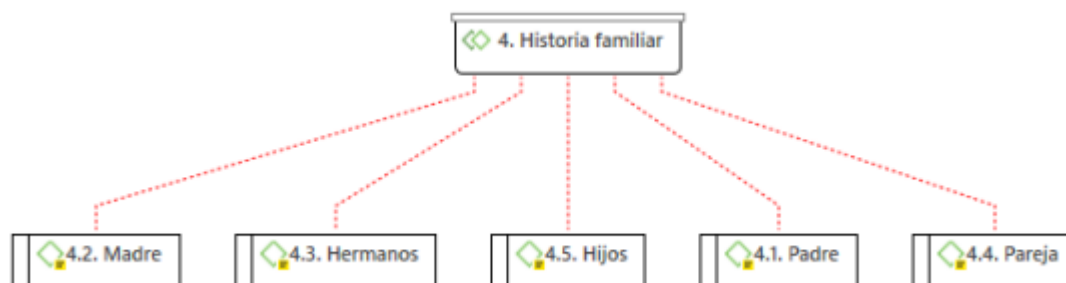 4. Historia familiar
4.2. Madre
4.3. Hermanos
4.5. Hijos
4.1. Padre
4.4. Pareja